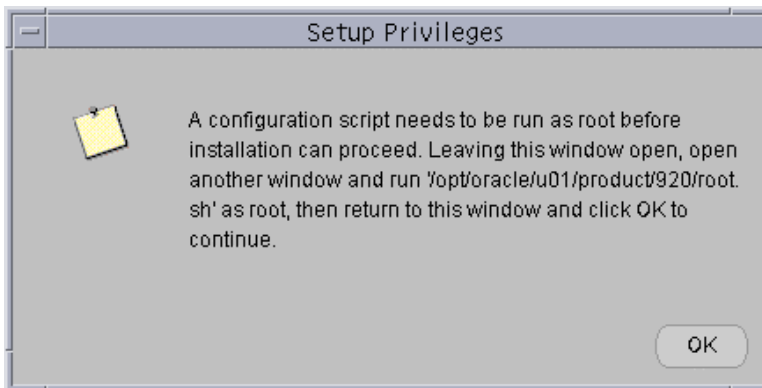 Setup Privileges
A configuration script needs to be run as root before
installation can proceed. Leaving this window open, open
another window and run '/opt/oracle/u01/product/920/root.
sh' as root, then return to this window and click OK to
continue.
OK